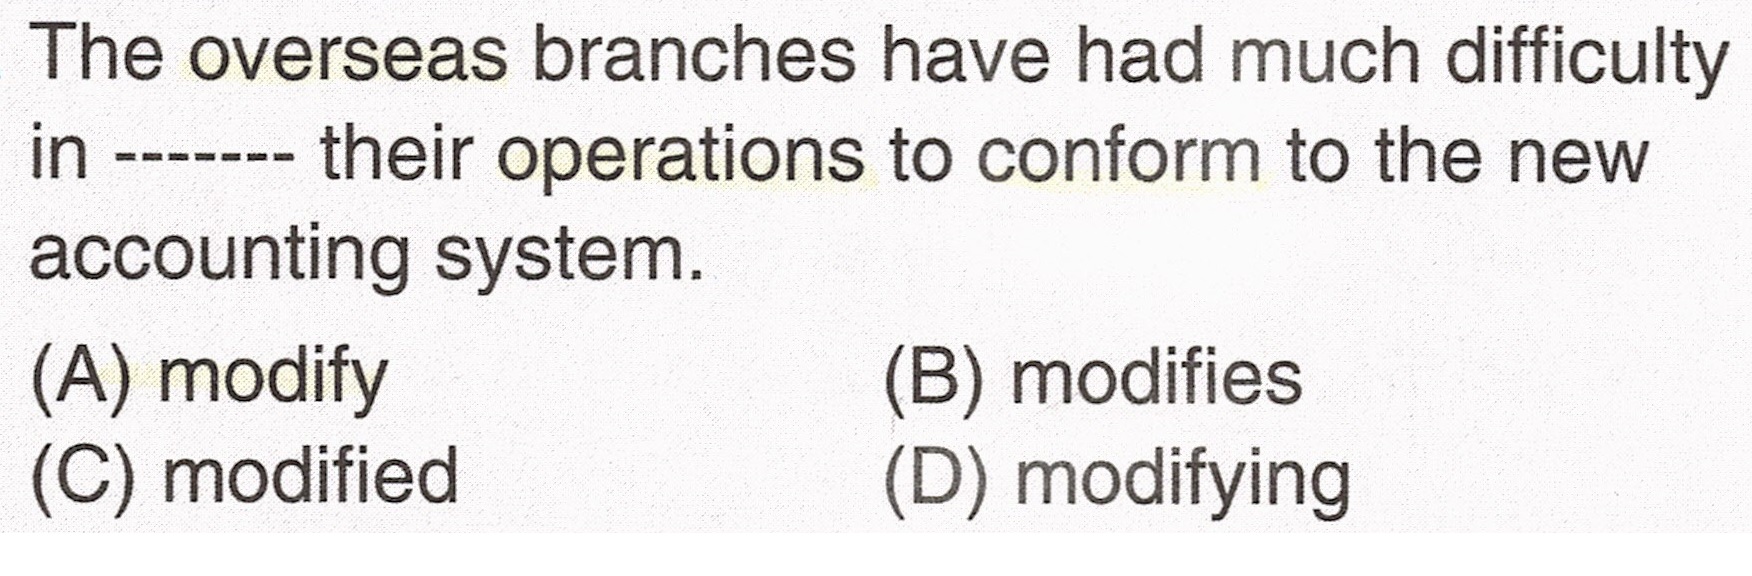 The overseas branches have had much difficulty
in ------- their operations to conform to the new
accounting system.
(A) modify (B) modifies
(C) modified (D) modifying